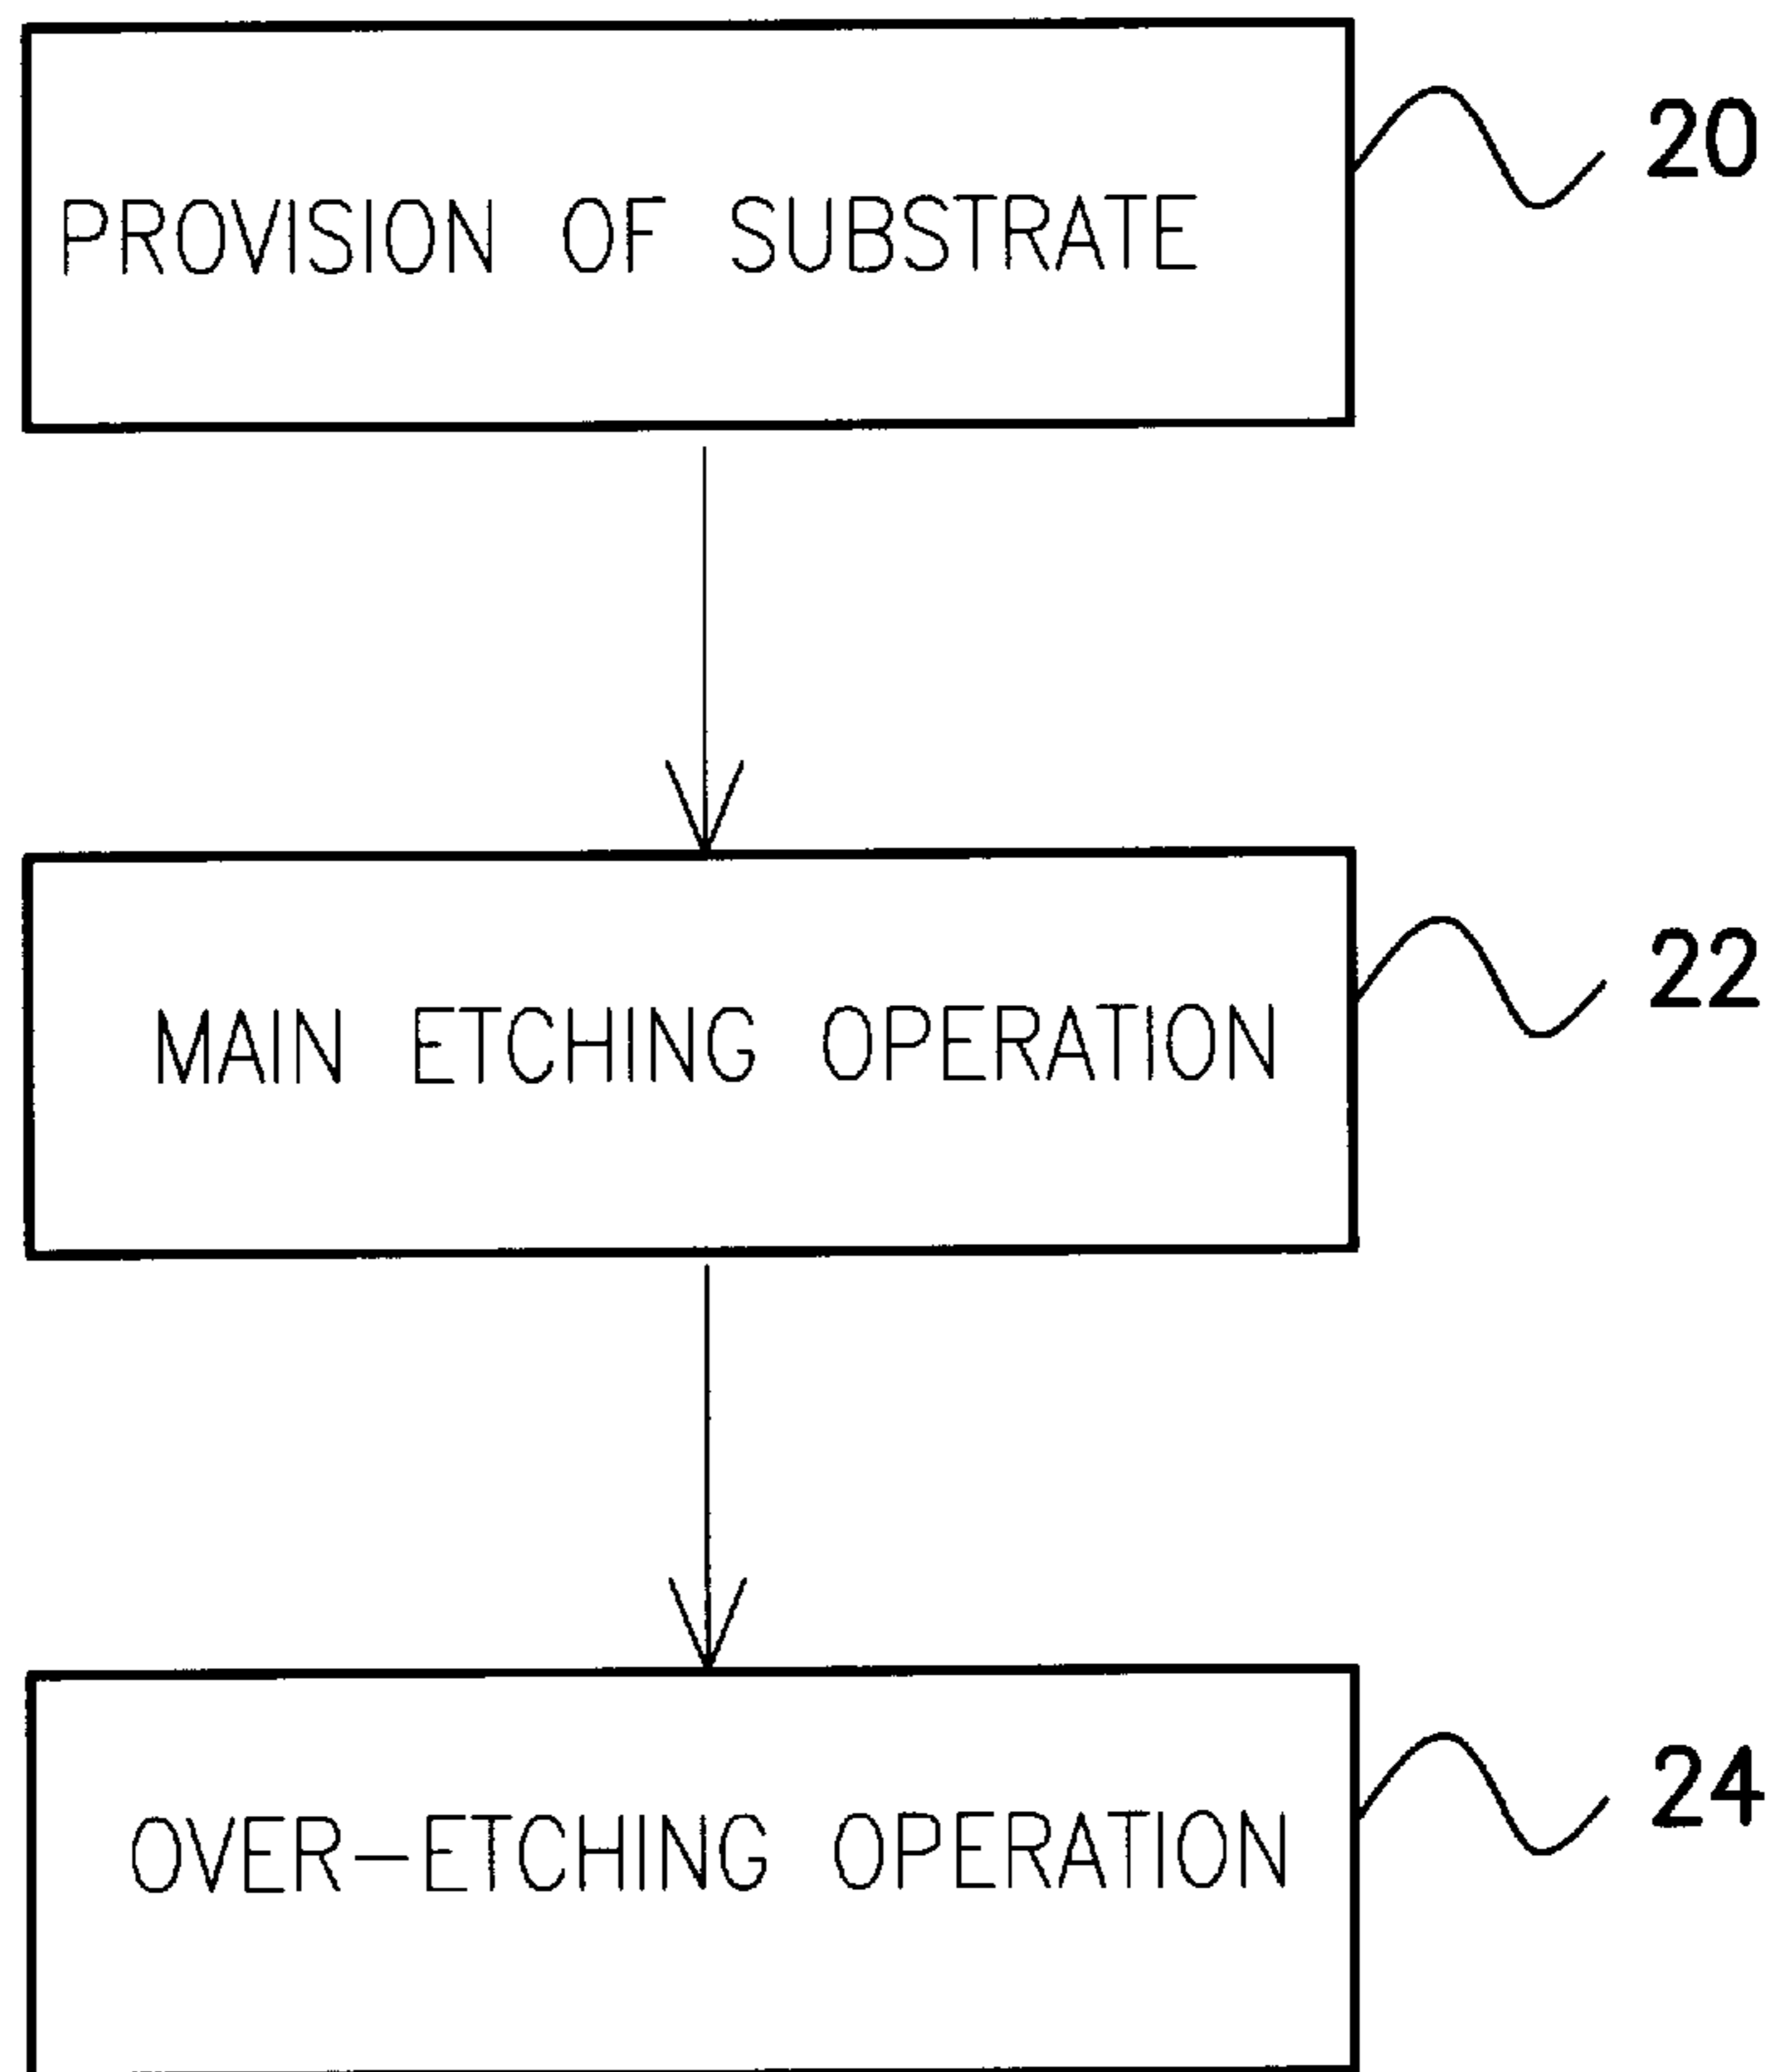 PROVISION OF SUBSTRATE
20
MAIN ETCHING OPERATION
22
OVER-ETCHING OPERATION
24